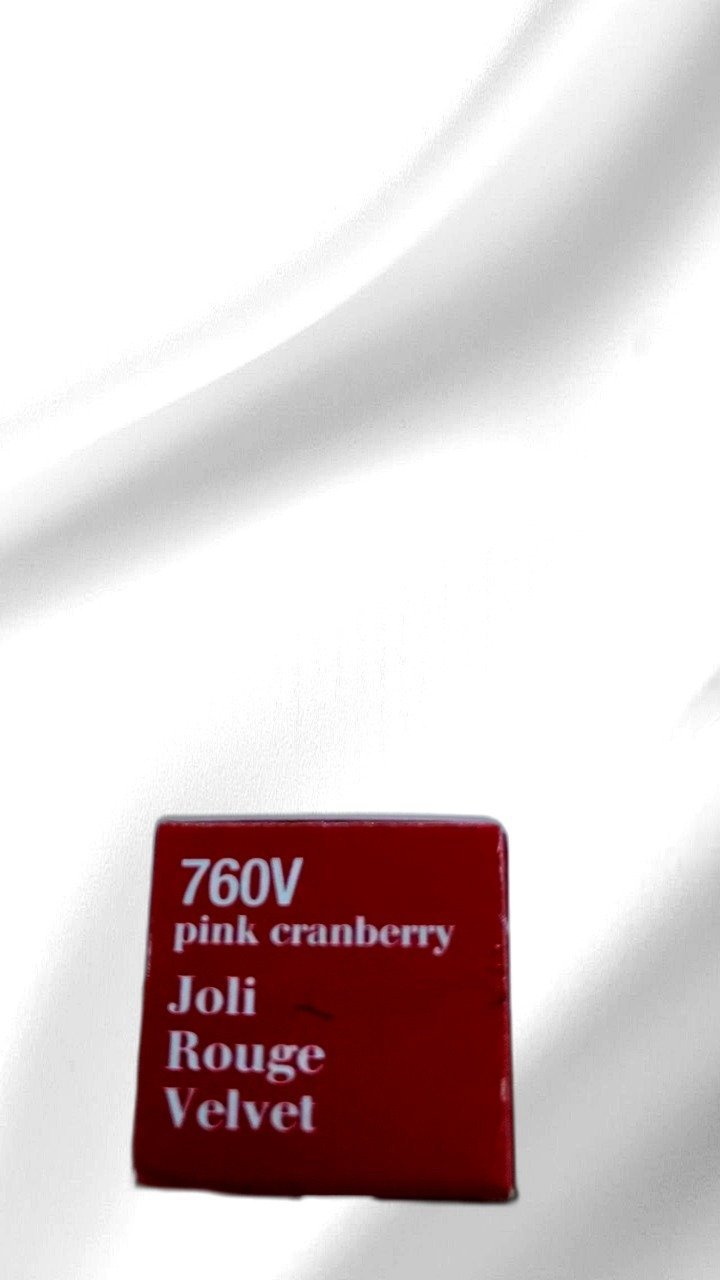 760V
pink cranberry
Joli
Rouge
Velvet